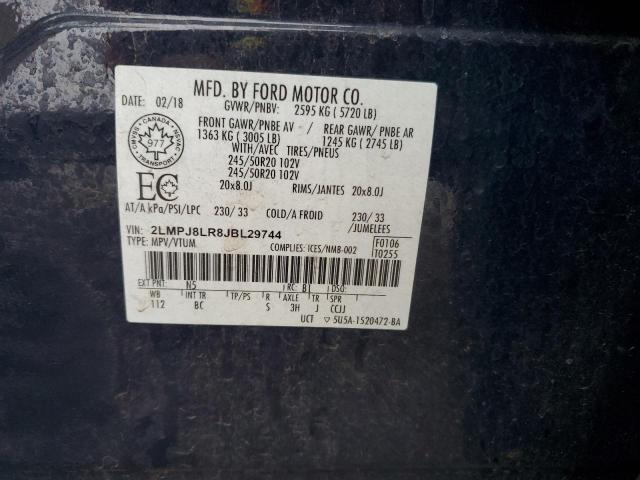 MFD. BY FORD MOTOR CO.
DATE: 02/18 GVWR/PNBV: 2595 KG ( 5720 LB)
FRONT GAWR/PNBE AV / REAR GAWR/ PNBE AR
1363 KG ( 3005 LB) 1245 KG ( 2745 LB)
WITH/AVEC TIRES/PNEUS
245/50R20 102V
245/50R20 102V
20x8.0J RIMS/JANTES 20x8.0J
CANADA
977
TRANSPORT
EC
AT/A kPa/PSI/LPC 230/ 33 COLD/A FROID 230/ 33
/JUMELEES
VIN: 2LMPJ8LR8JBL29744
TYPE: MPV/VTUM COMPLIES: ICES/NMB-002
F0106
T0255
EXT PNT: N5 RC: B DSO:
WB INT TR TP/PS R AXLE TR SPR
112 BC S 3H J CCJJ
UCT ▽ 5U5A-1520472-BA